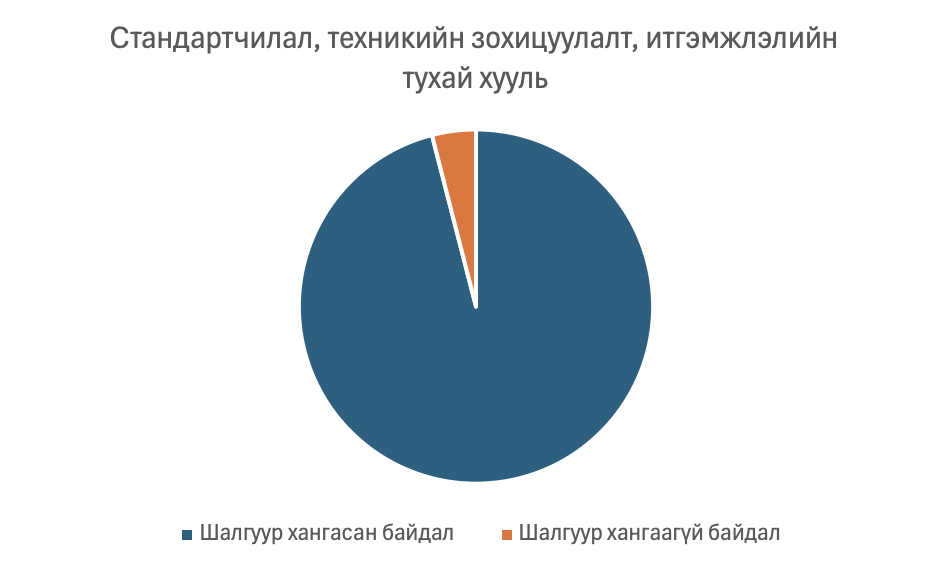 Стандартчилал, техникийн зохицуулалт, итгэмжлэлийн
тухай хууль
Шалгуур хангасан байдал
Шалгуур хангаагүй байдал